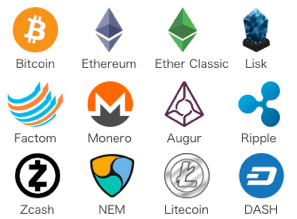 Bitcoin Ethereum Ether Classic Lisk
Factom Monero Augur Ripple
Zcash NEM Litecoin DASH